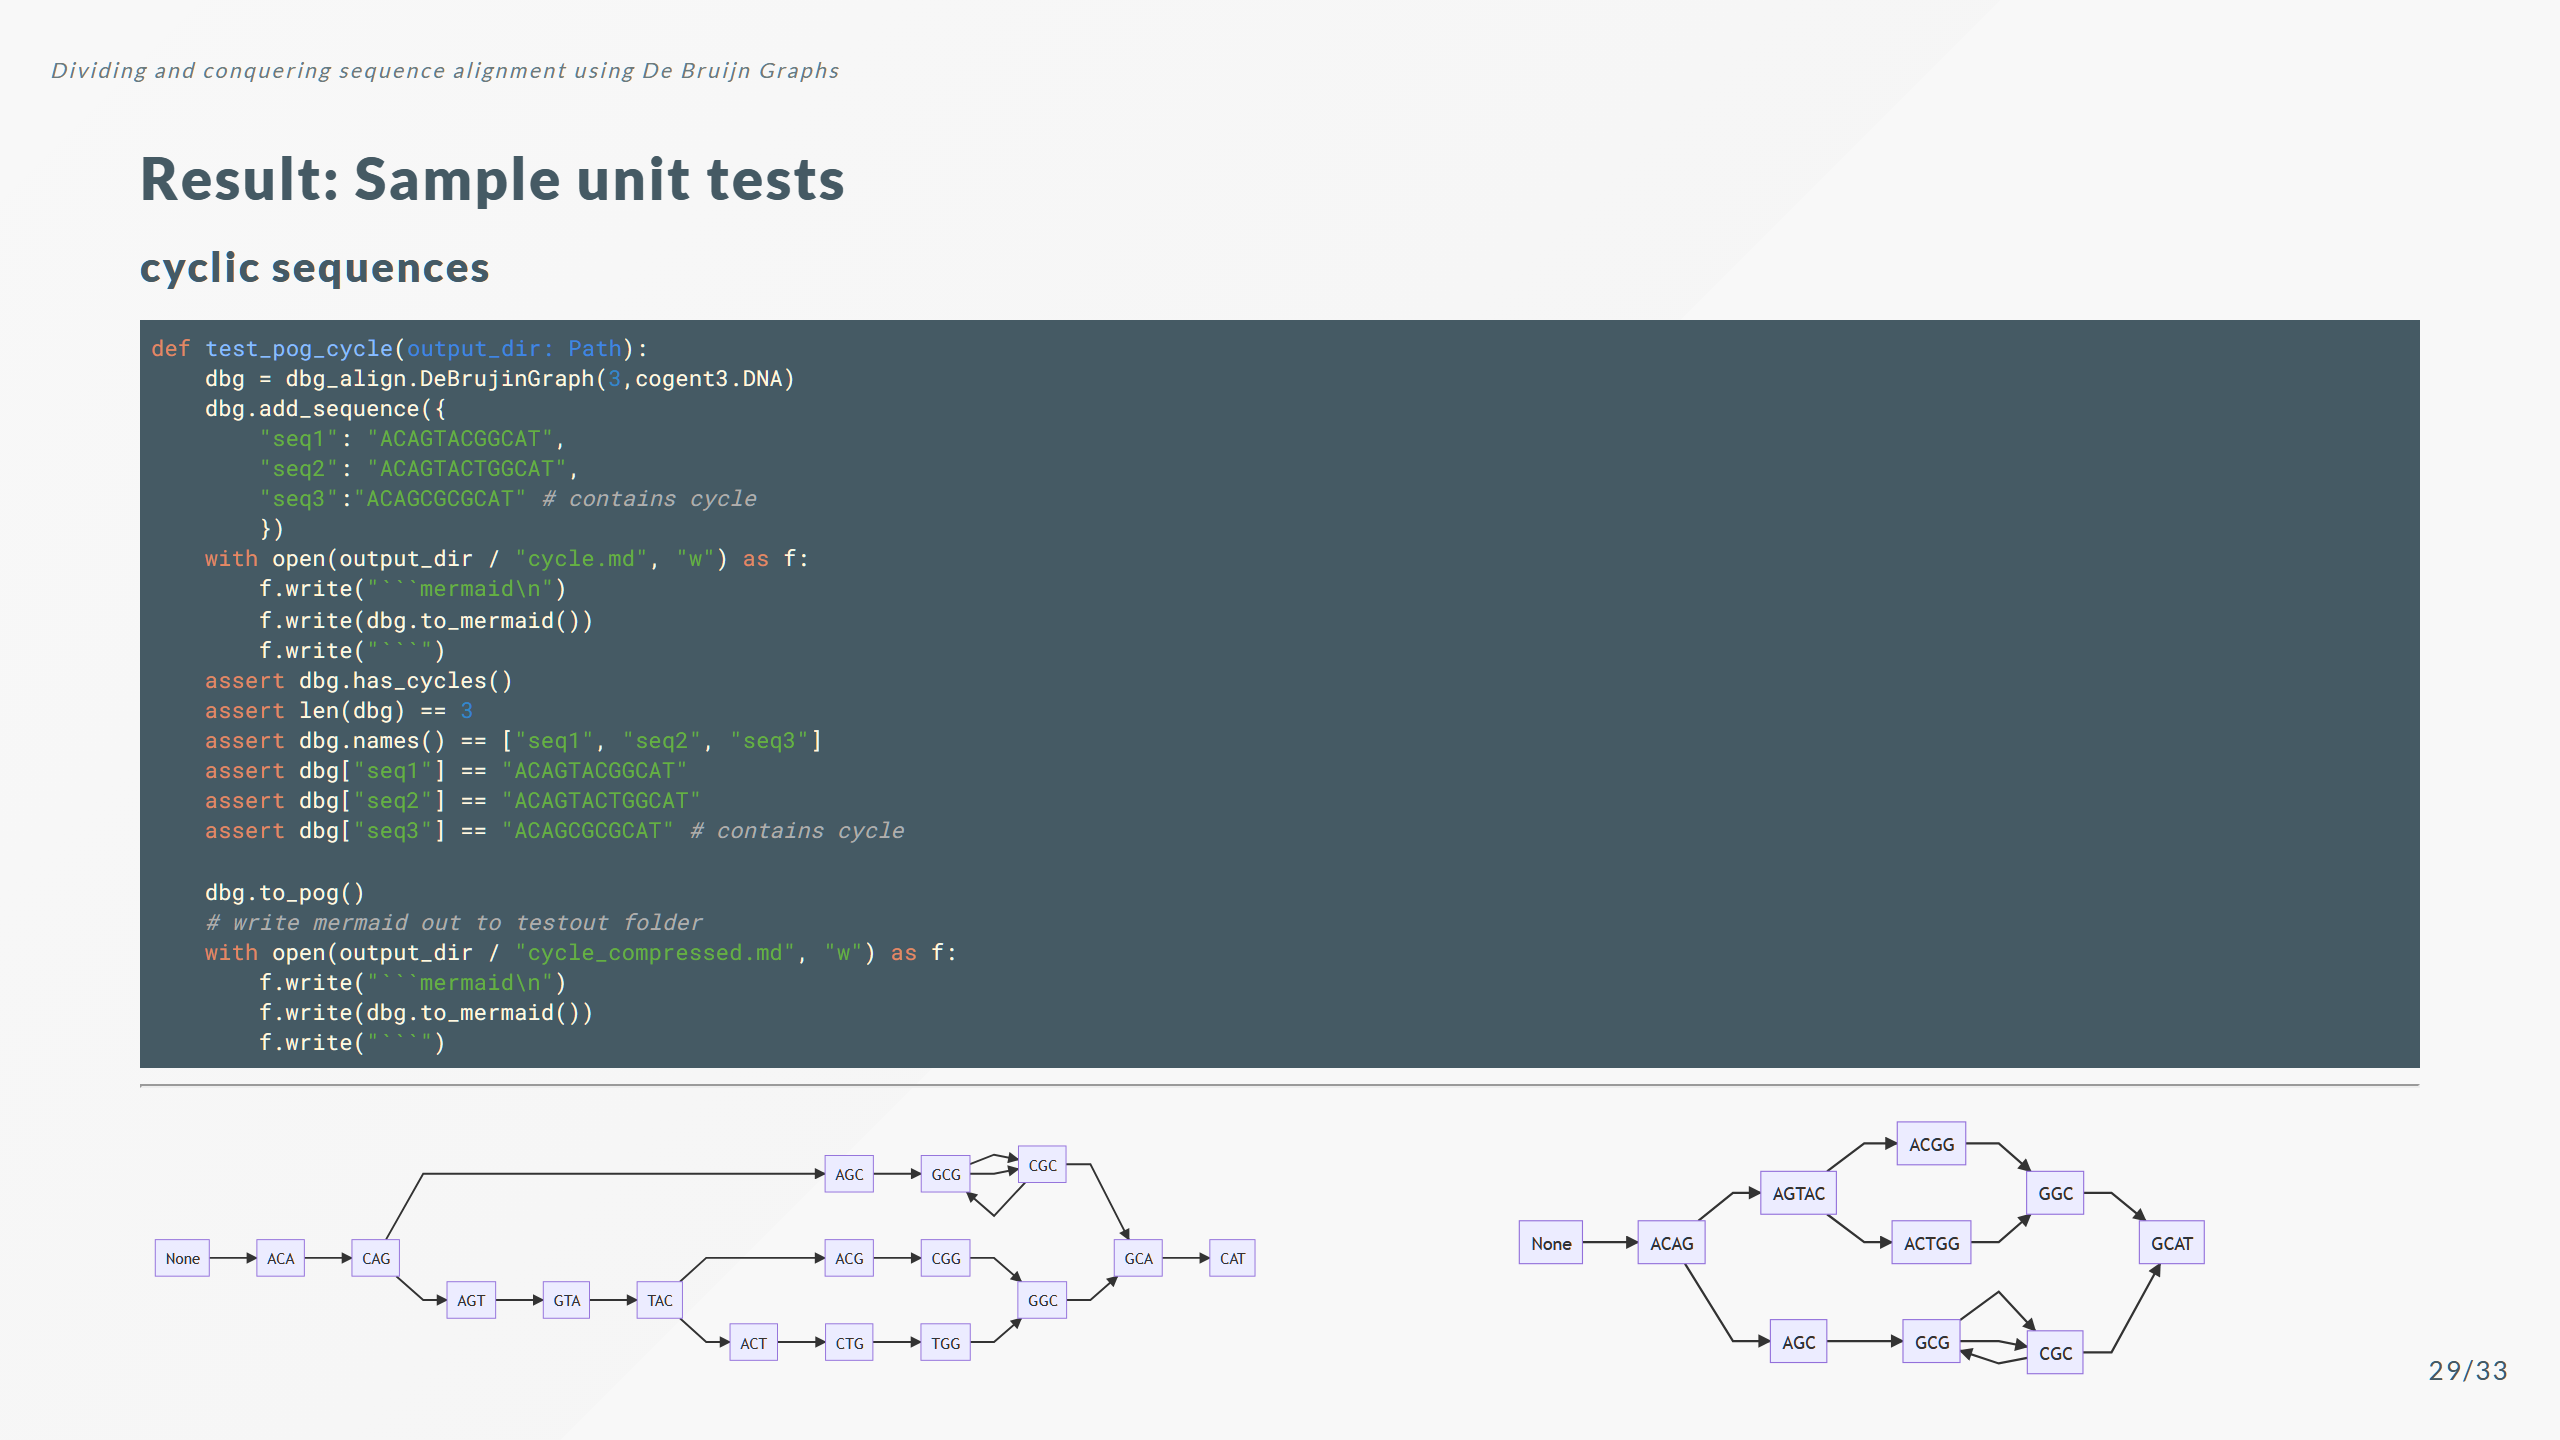 Dividing and conquering sequence alignment using De Bruijn Graphs
Result: Sample unit tests
cyclic sequences
def test_pog_cycle(output_dir: Path):
    dbg = dbg_align.DeBrujinGraph(3,cogent3.DNA)
    dbg.add_sequence({
        "seq1": "ACAGTACGGCAT",
        "seq2": "ACAGTACTGGCAT",
        "seq3":"ACAGCGCGCAT" # contains cycle
        })
    with open(output_dir / "cycle.md", "w") as f:
        f.write("```mermaid\n")
        f.write(dbg.to_mermaid())
        f.write("```")
    assert dbg.has_cycles()
    assert len(dbg) == 3
    assert dbg.names() == ["seq1", "seq2", "seq3"]
    assert dbg["seq1"] == "ACAGTACGGCAT"
    assert dbg["seq2"] == "ACAGTACTGGCAT"
    assert dbg["seq3"] == "ACAGCGCGCAT" # contains cycle

    dbg.to_pog()
    # write mermaid out to testout folder
    with open(output_dir / "cycle_compressed.md", "w") as f:
        f.write("```mermaid\n")
        f.write(dbg.to_mermaid())
        f.write("```")
None
ACA
CAG
AGC
GCG
CGC
AGT
GTA
TAC
ACG
CGG
ACT
CTG
TGG
GGC
GCA
CAT
None
ACAG
AGTAC
ACGG
ACTGG
GGC
GCAT
AGC
GCG
CGC
29/33